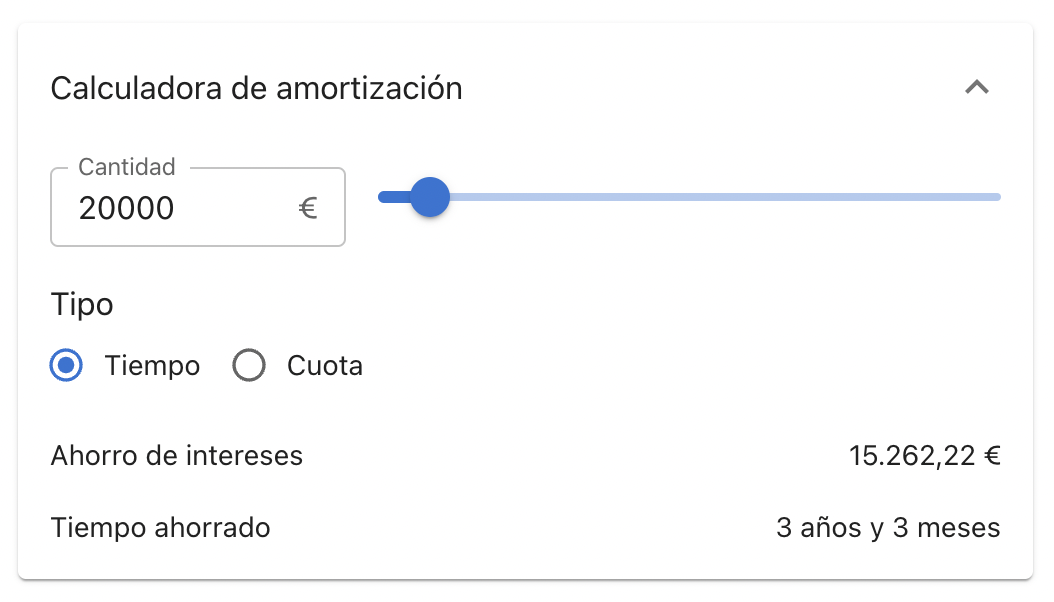 Calculadora de amortización
Cantidad
20000 €
Tipo
Tiempo Cuota
Ahorro de intereses 15.262,22 €
Tiempo ahorrado 3 años y 3 meses